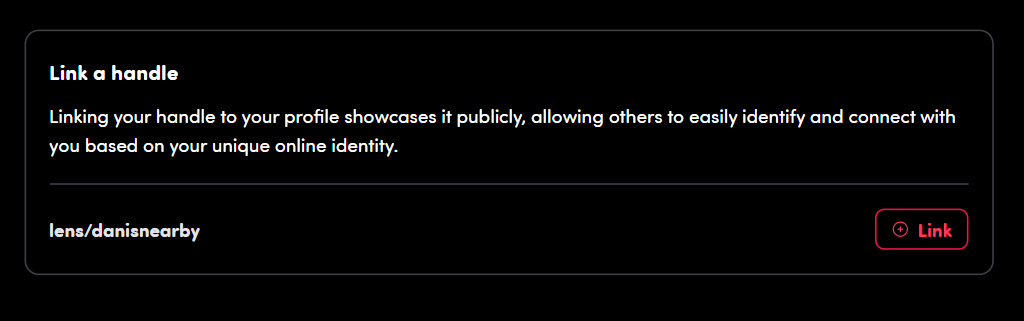 Link a handle
Linking your handle to your profile showcases it publicly, allowing others to easily identify and connect with
you based on your unique online identity.
lens/danisnearby
Link